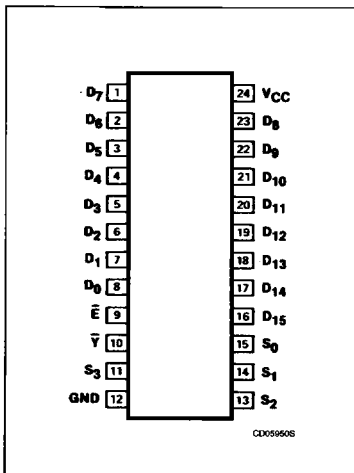 D7 1 24 VCC
D6 2 23 D8
D5 3 22 D9
D4 4 21 D10
D3 5 20 D11
D2 6 19 D12
D1 7 18 D13
D0 8 17 D14
E̅ 9 16 D15
Y̅ 10 15 S0
S3 11 14 S1
GND 12 13 S2
CD05950S